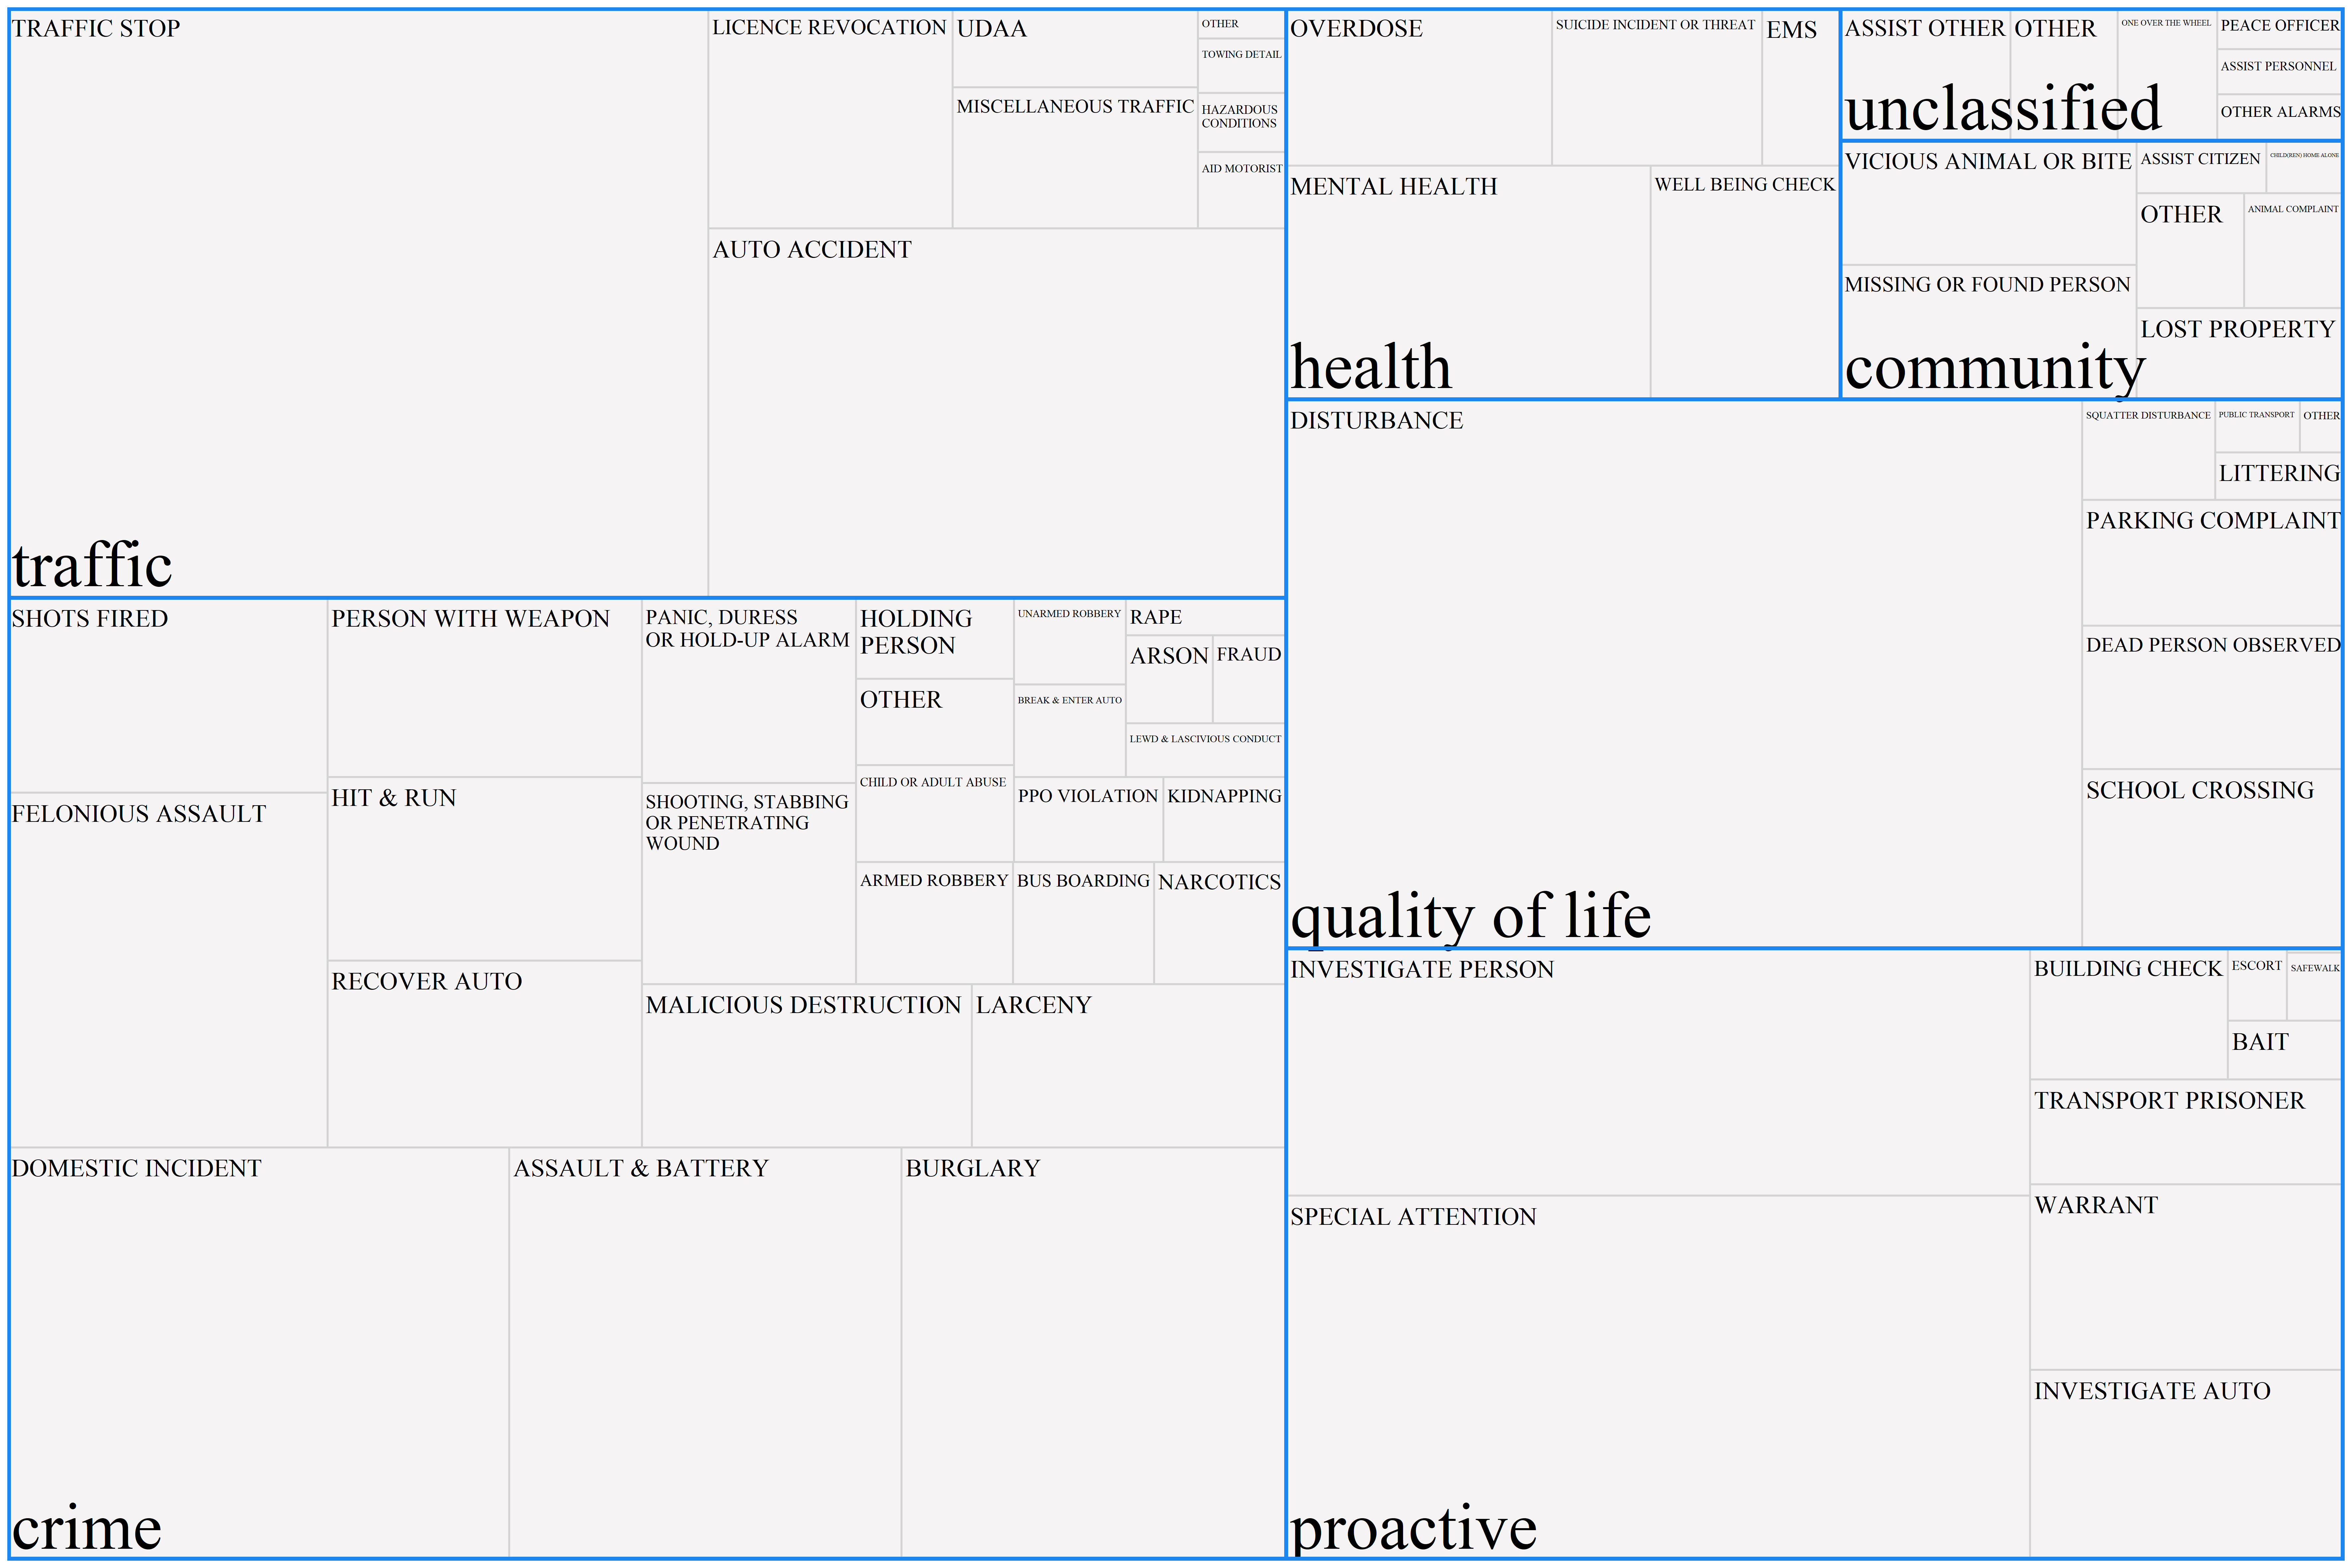 TRAFFIC STOP
LICENCE REVOCATION
UDAA
MISCELLANEOUS TRAFFIC
OTHER
TOWING DETAIL
HAZARDOUS
CONDITIONS
AID MOTORIST
AUTO ACCIDENT
traffic
SHOTS FIRED
PERSON WITH WEAPON
PANIC, DURESS
OR HOLD-UP ALARM
HOLDING
PERSON
UNARMED ROBBERY
RAPE
ARSON
FRAUD
OTHER
BREAK & ENTER AUTO
LEWD & LASCIVIOUS CONDUCT
CHILD OR ADULT ABUSE
PPO VIOLATION
KIDNAPPING
FELONIOUS ASSAULT
HIT & RUN
SHOOTING, STABBING
OR PENETRATING
WOUND
ARMED ROBBERY
BUS BOARDING
NARCOTICS
RECOVER AUTO
MALICIOUS DESTRUCTION
LARCENY
DOMESTIC INCIDENT
ASSAULT & BATTERY
BURGLARY
crime
OVERDOSE
SUICIDE INCIDENT OR THREAT
EMS
MENTAL HEALTH
WELL BEING CHECK
health
ASSIST OTHER
OTHER
ONE OVER THE WHEEL
PEACE OFFICER
ASSIST PERSONNEL
OTHER ALARMS
unclassified
VICIOUS ANIMAL OR BITE
ASSIST CITIZEN
CHILD(REN) HOME ALONE
OTHER
ANIMAL COMPLAINT
MISSING OR FOUND PERSON
LOST PROPERTY
community
DISTURBANCE
SQUATTER DISTURBANCE
PUBLIC TRANSPORT
OTHER
LITTERING
PARKING COMPLAINT
DEAD PERSON OBSERVED
SCHOOL CROSSING
quality of life
INVESTIGATE PERSON
BUILDING CHECK
ESCORT
SAFEWALK
BAIT
TRANSPORT PRISONER
SPECIAL ATTENTION
WARRANT
INVESTIGATE AUTO
proactive